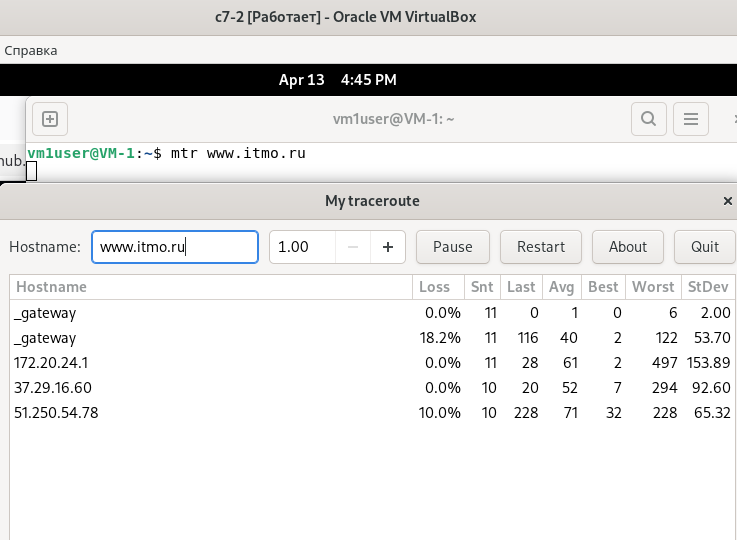 c7-2 [Работает] - Oracle VM VirtualBox
Справка
Apr 13 4:45 PM
vm1user@VM-1: ~
nub.
vm1user@VM-1:~$ mtr www.itmo.ru
My traceroute ×
Hostname: www.itmo.ru 1.00 − + Pause Restart About Quit
Hostname Loss Snt Last Avg Best Worst StDev
_gateway 0.0% 11 0 1 0 6 2.00
_gateway 18.2% 11 116 40 2 122 53.70
172.20.24.1 0.0% 11 28 61 2 497 153.89
37.29.16.60 0.0% 10 20 52 7 294 92.60
51.250.54.78 10.0% 10 228 71 32 228 65.32